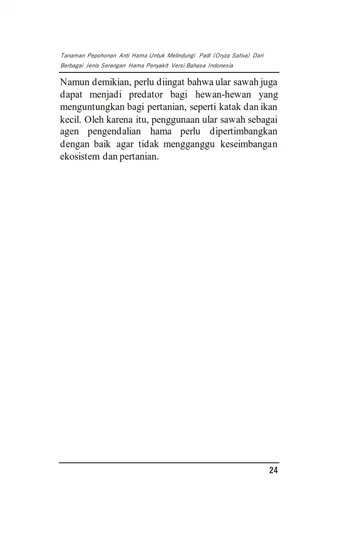 Tanaman Pepohonan Anti Hama Untuk Melindungi Padi (Oryza Sativa) Dari
Berbagai Jenis Serangan Hama Penyakit Versi Bahasa Indonesia
Namun demikian, perlu diingat bahwa ular sawah juga
dapat menjadi predator bagi hewan-hewan yang
menguntungkan bagi pertanian, seperti katak dan ikan
kecil. Oleh karena itu, penggunaan ular sawah sebagai
agen pengendalian hama perlu dipertimbangkan
dengan baik agar tidak mengganggu keseimbangan
ekosistem dan pertanian.
24